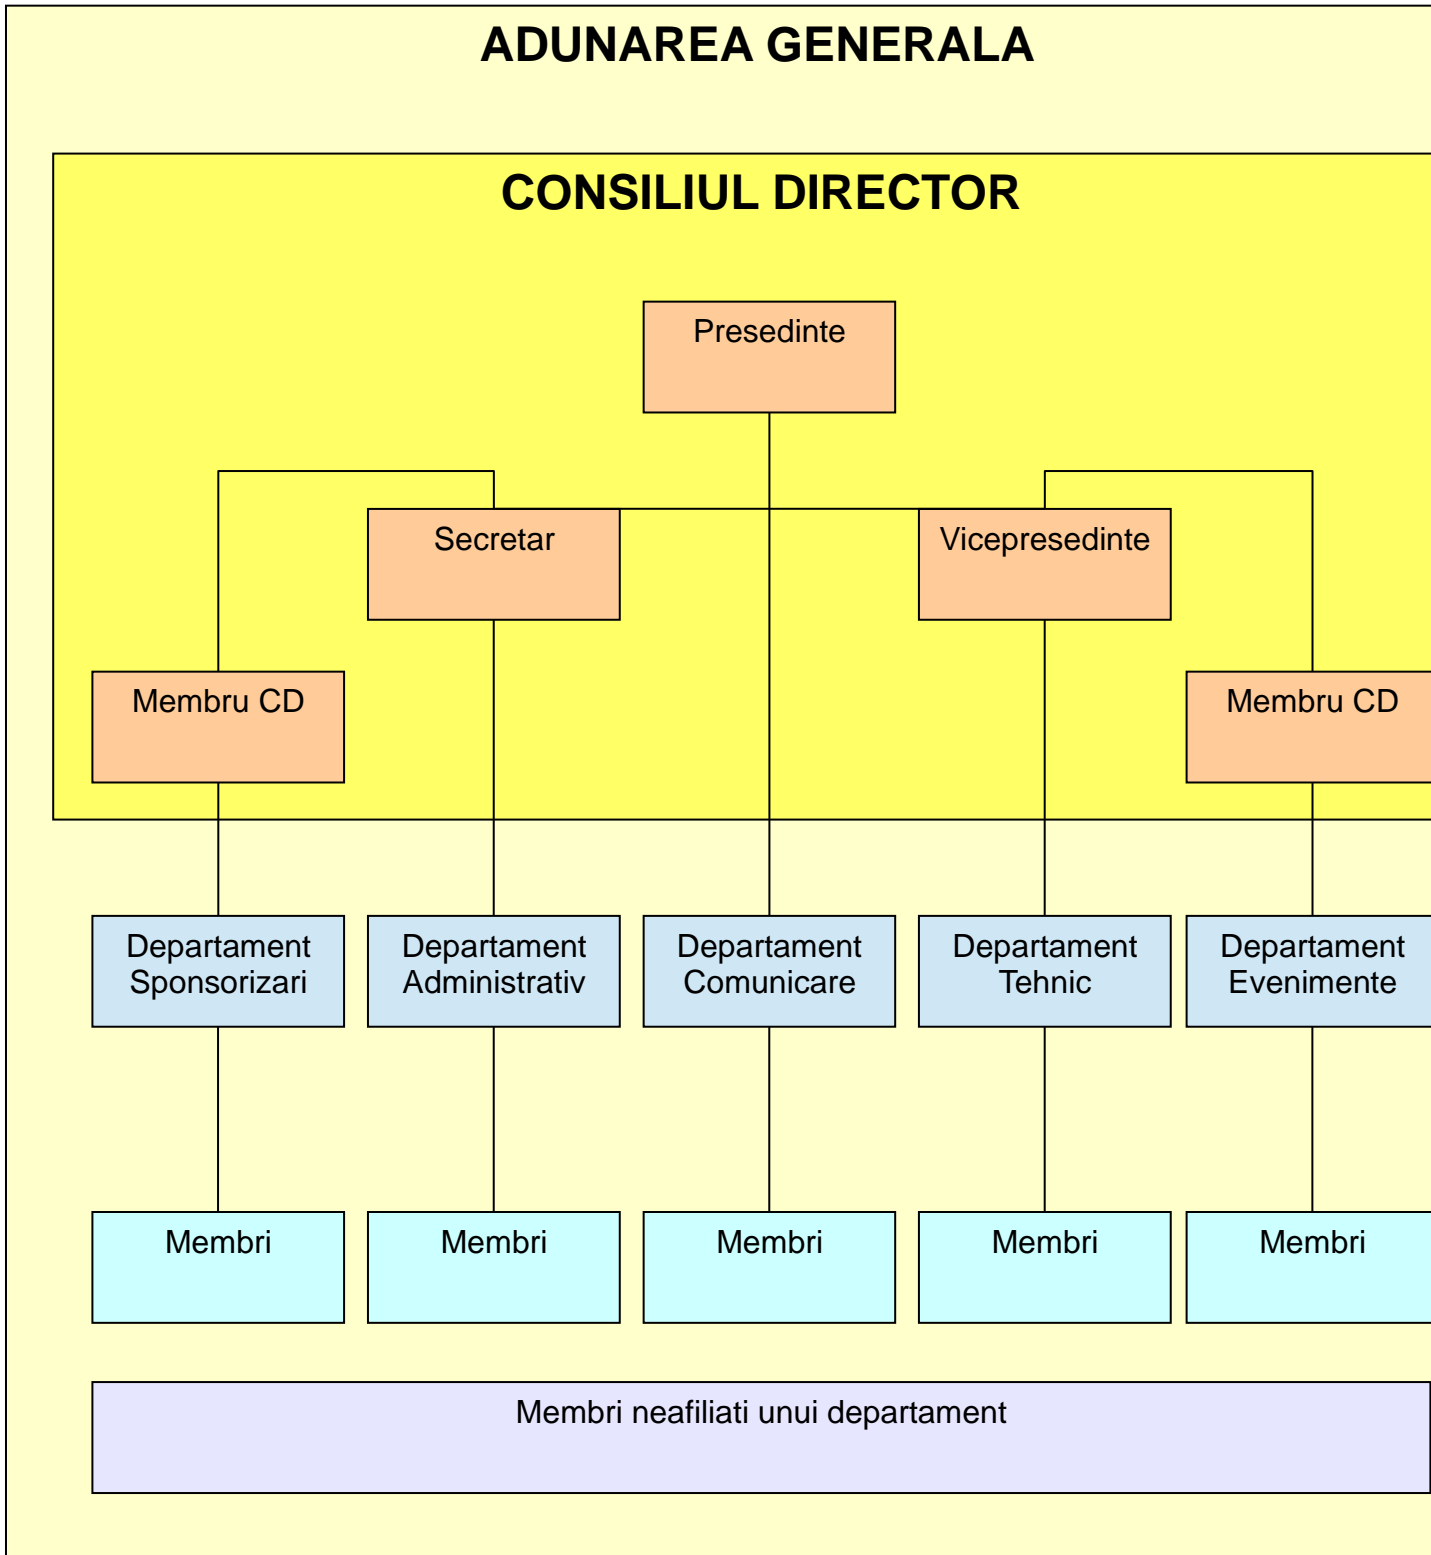 ADUNAREA GENERALA
CONSILIUL DIRECTOR
Presedinte
Secretar
Vicepresedinte
Membru CD
Membru CD
Departament
Sponsorizari
Departament
Administrativ
Departament
Comunicare
Departament
Tehnic
Departament
Evenimente
Membri
Membri
Membri
Membri
Membri
Membri neafiliati unui departament